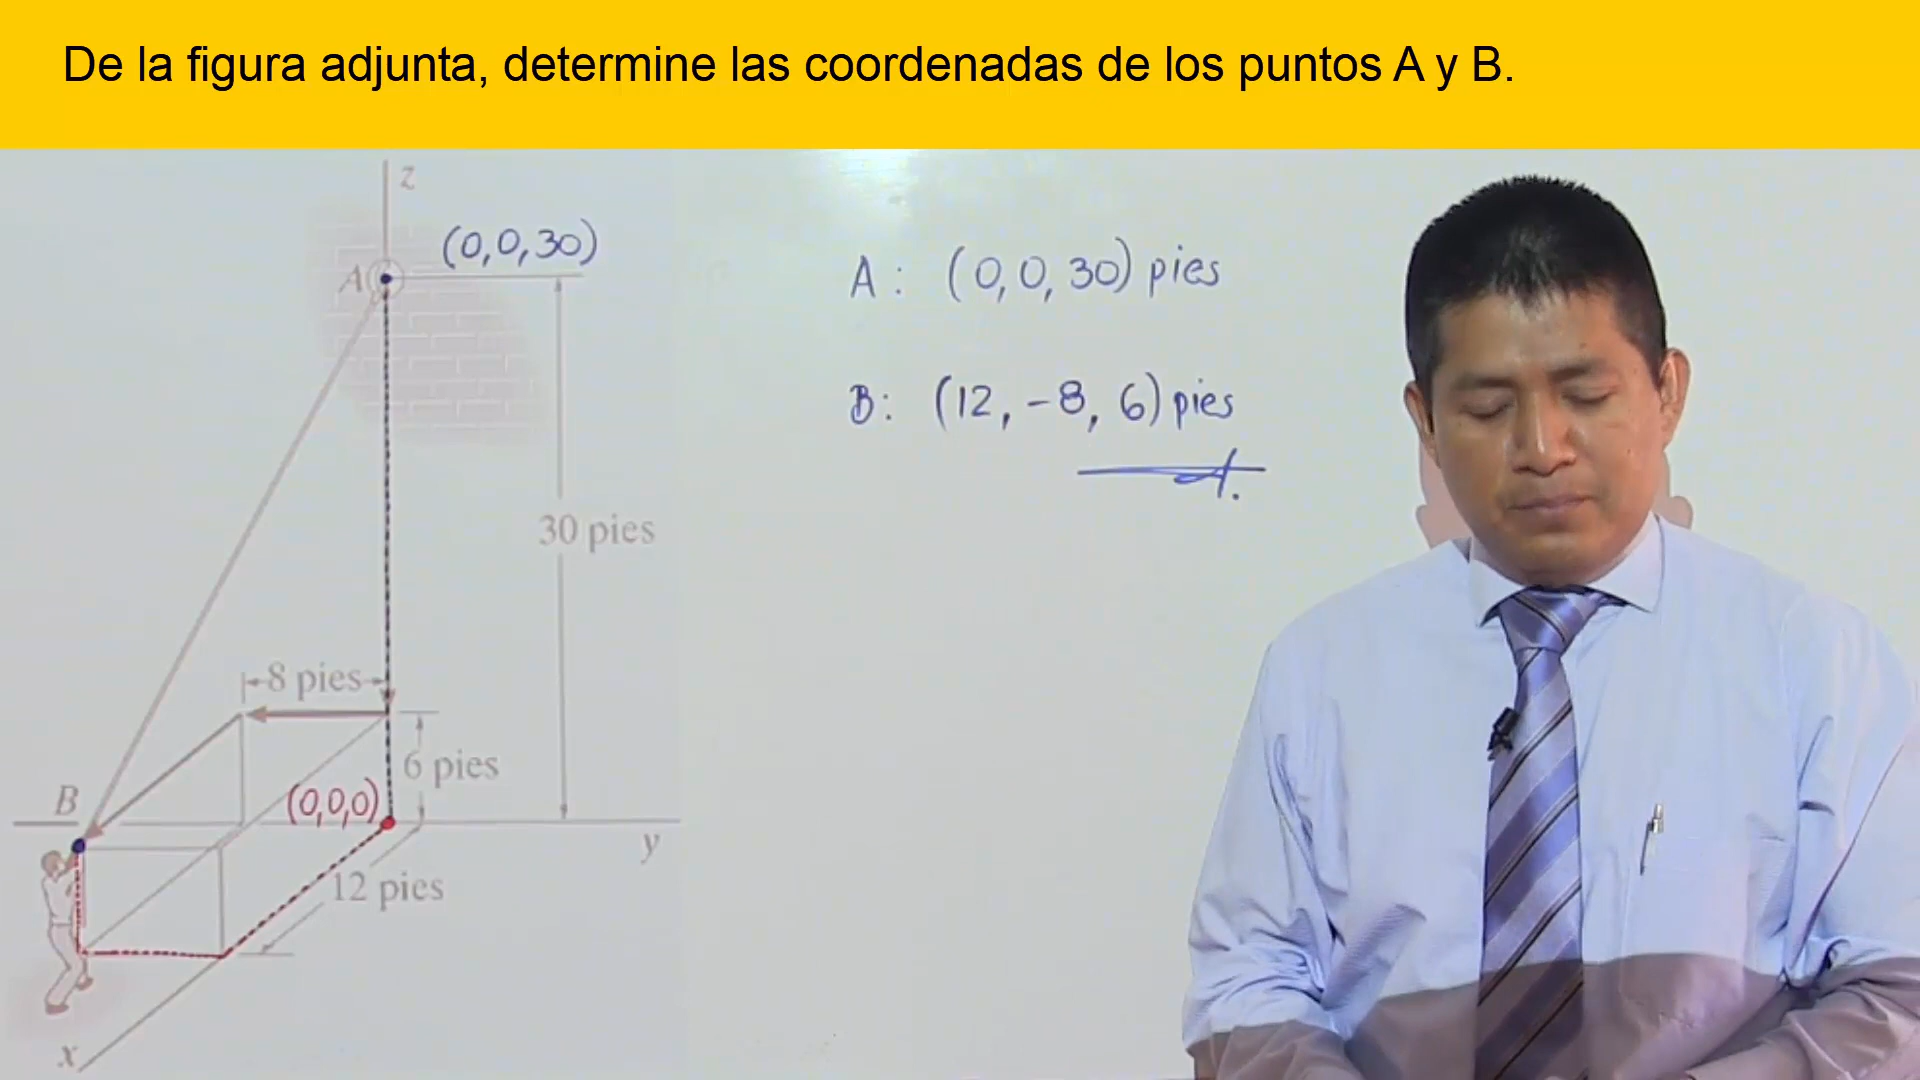 De la figura adjunta, determine las coordenadas de los puntos A y B.
z
(0,0,30)
A
A: (0, 0, 30) pies
B: (12, -8, 6) pies
30 pies
8 pies
6 pies
B
(0,0,0)
y
12 pies
x